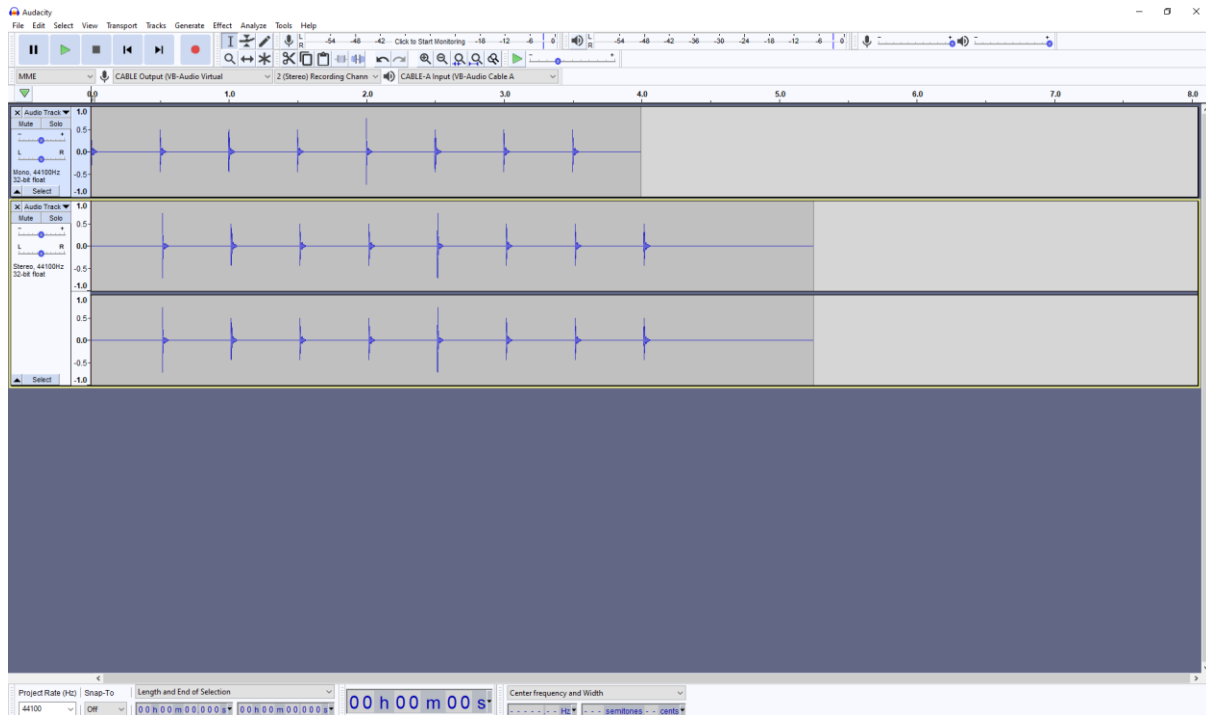 Audacity
File Edit Select View Transport Tracks Generate Effect Analyze Tools Help
L R -54 -48 -42 Click to Start Monitoring -18 -12 -6 0 L R -54 -48 -42 -36 -30 -24 -18 -12 -6 0
MME CABLE Output (VB-Audio Virtual 2 (Stereo) Recording Chann CABLE-A Input (VB-Audio Cable A
0,0 1.0 2.0 3.0 4.0 5.0 6.0 7.0 8.0
X Audio Track 1.0
Mute Solo 0.5-
- +
L R 0.0-
Mono, 44100Hz -0.5-
32-bit float
Select -1.0
X Audio Track 1.0
Mute Solo 0.5-
- +
L R 0.0-
Stereo, 44100Hz -0.5-
32-bit float
-1.0
1.0
0.5-
0.0-
-0.5-
Select -1.0
Project Rate (Hz) Snap-To Length and End of Selection Center frequency and Width
44100 Off 00 h 00 m 00.000 s 00 h 00 m 00.000 s 00 h 00 m 00 s - - - - - . - - Hz - - - semitones - - cents